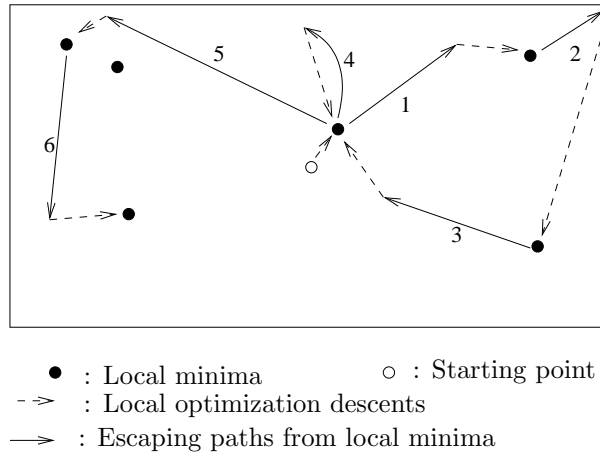 5
4
2
1
6
3
: Local minima
: Starting point
: Local optimization descents
: Escaping paths from local minima